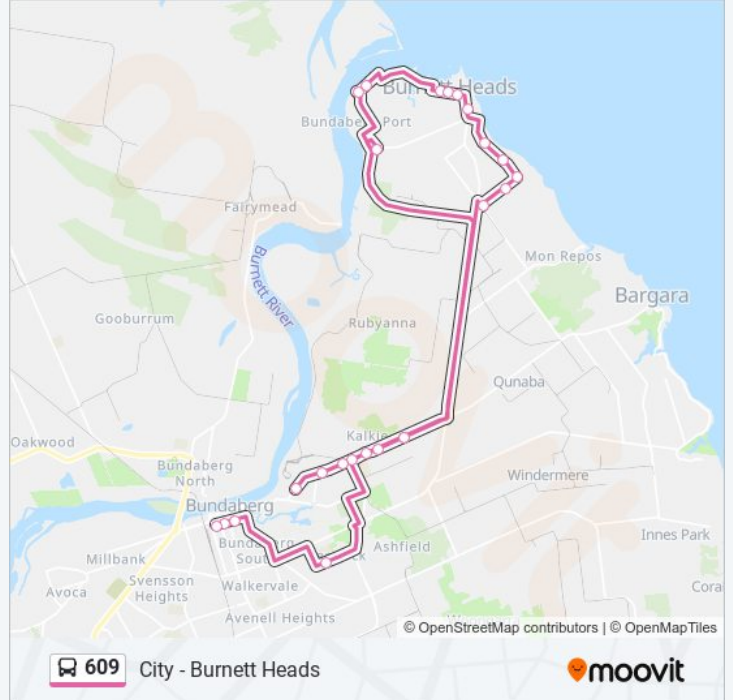 Burnett Heads
Bundaberg Port
Fairymead
Burnett River
Mon Repos
Bargara
Gooburrum
Rubyanna
Qunaba
Oakwood
Kalkie
Bundaberg
North
Windermere
Bundaberg
Innes Park
Bundaberg
South
Ashfield
Millbank
Svensson
Heights
Walkervale
Avoca
Cora
Avenell Heights
© OpenStreetMap contributors | © OpenMapTiles
609 City - Burnett Heads
moovit